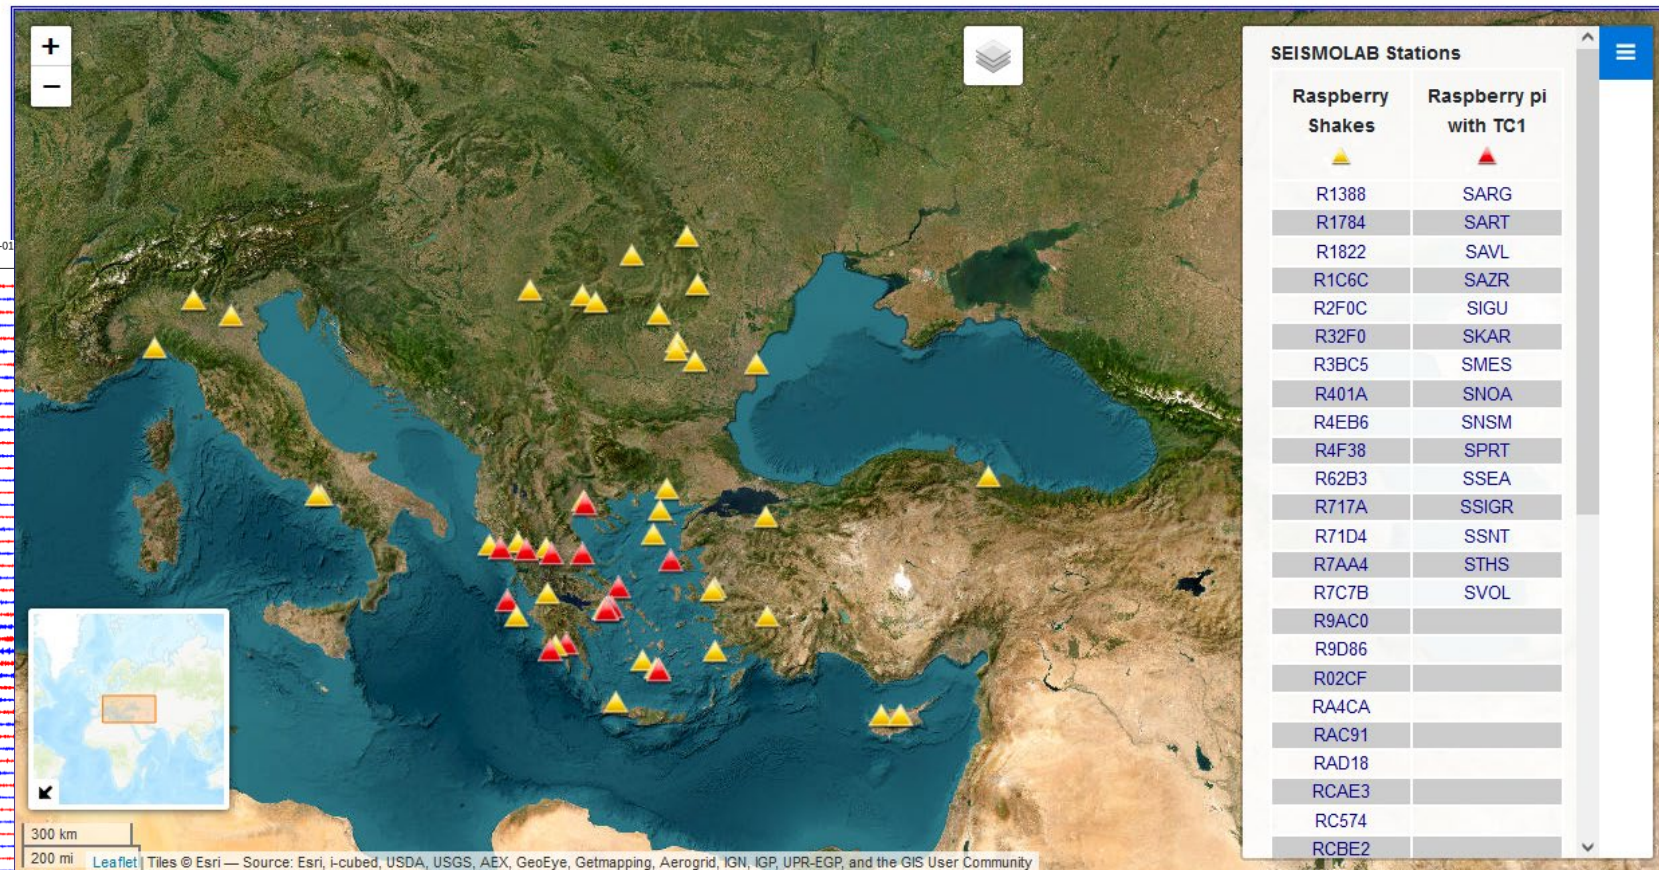 +
−
-01
SEISMOLAB Stations
Raspberry Shakes
Raspberry pi with TC1
R1388 SARG
R1784 SART
R1822 SAVL
R1C6C SAZR
R2F0C SIGU
R32F0 SKAR
R3BC5 SMES
R401A SNOA
R4EB6 SNSM
R4F38 SPRT
R62B3 SSEA
R717A SSIGR
R71D4 SSNT
R7AA4 STHS
R7C7B SVOL
R9AC0
R9D86
R02CF
RA4CA
RAC91
RAD18
RCAE3
RC574
RCBE2
300 km
200 mi
Leaflet | Tiles © Esri — Source: Esri, i-cubed, USDA, USGS, AEX, GeoEye, Getmapping, Aerogrid, IGN, IGP, UPR-EGP, and the GIS User Community